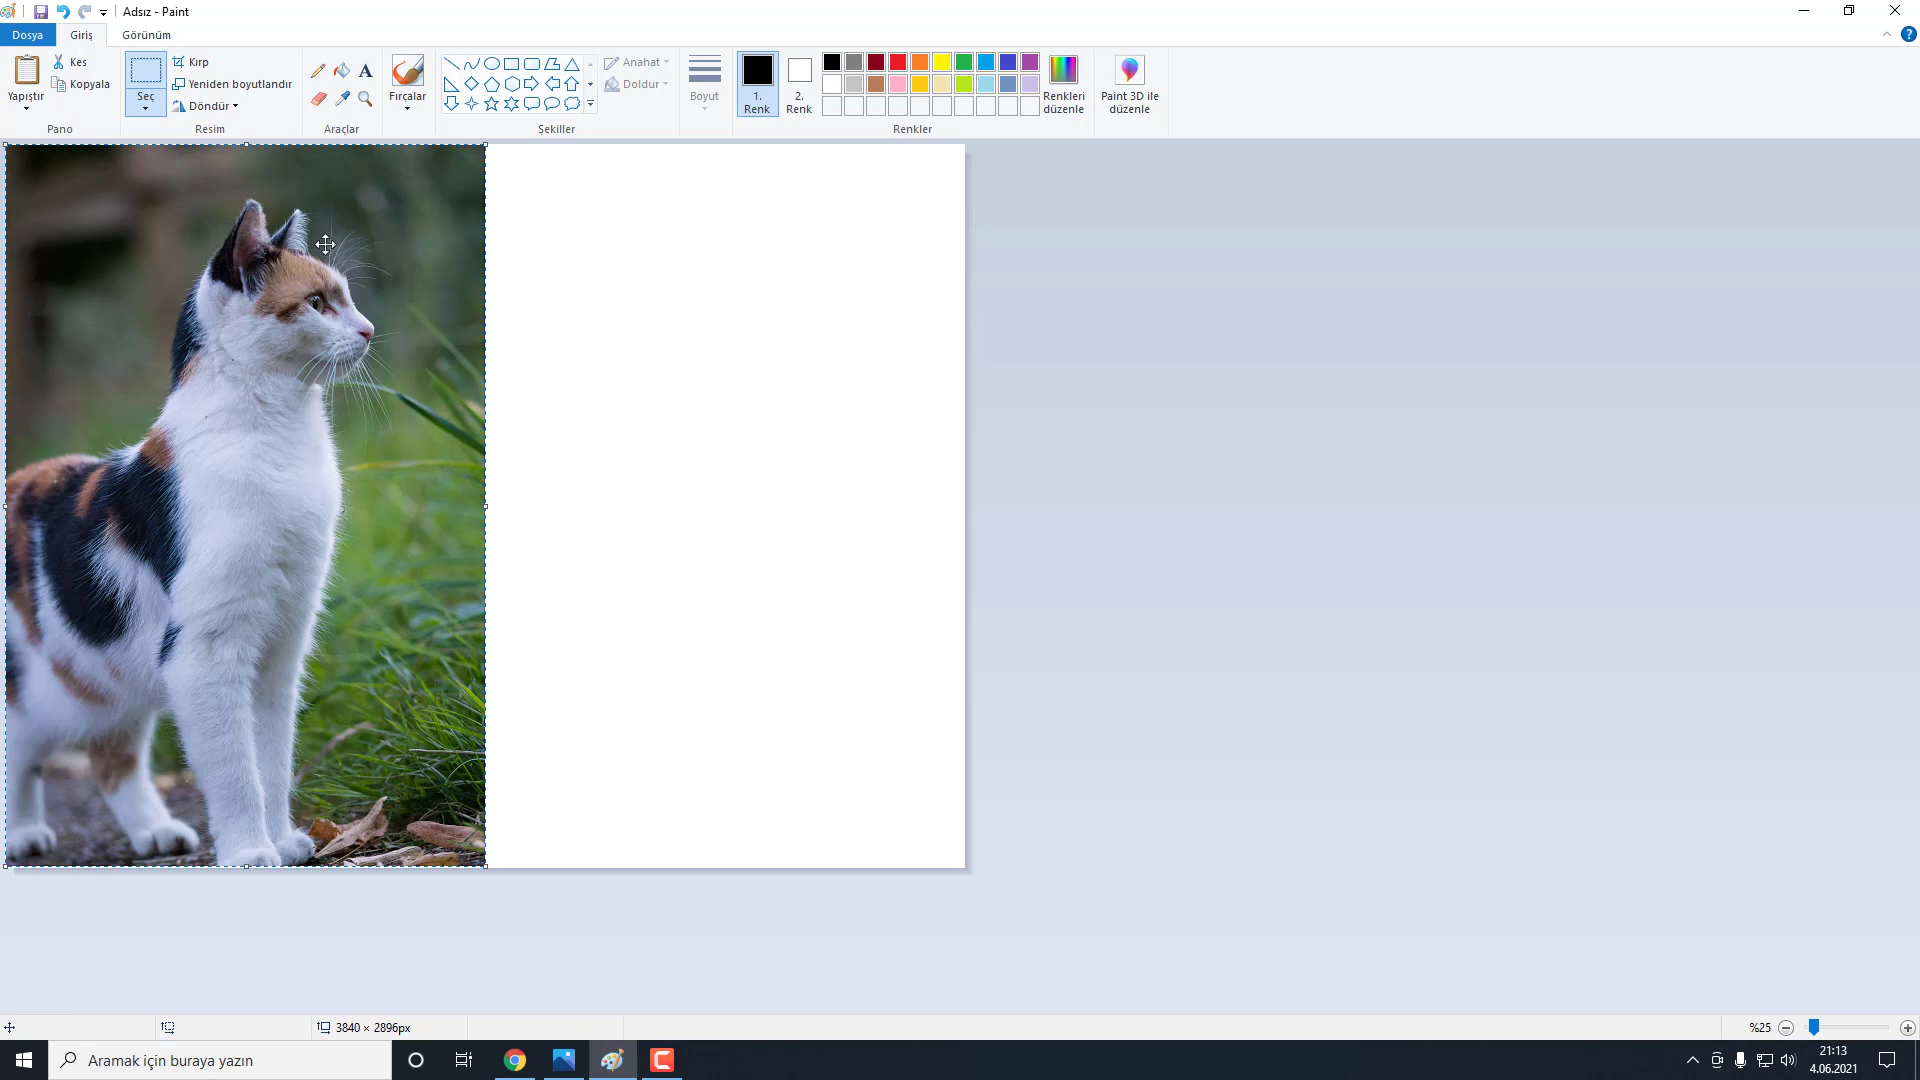 Adsız - Paint
Dosya
Giriş
Görünüm
Yapıştır
Kes
Kopyala
Pano
Seç
Kırp
Yeniden boyutlandır
Döndür
Resim
A
Araçlar
Fırçalar
Şekiller
Anahat
Doldur
Boyut
1.
Renk
2.
Renk
Renkler
Renkleri
düzenle
Paint 3D ile
düzenle
?
3840 × 2896px
%25
Aramak için buraya yazın
21:13
4.06.2021